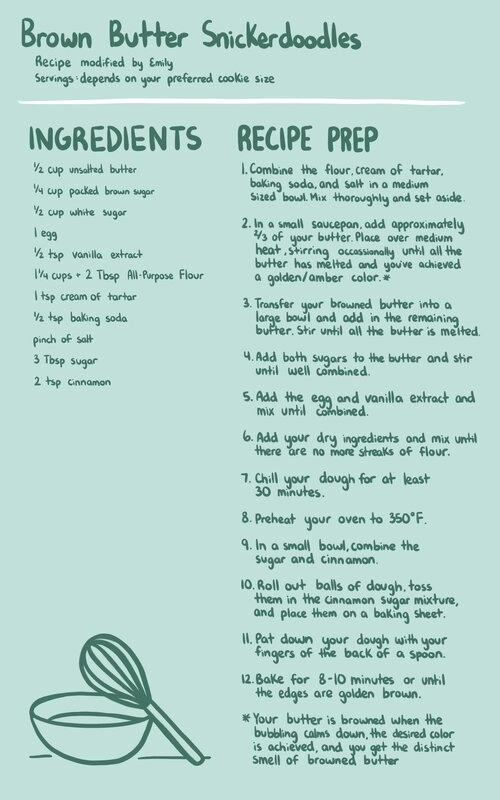 Brown Butter Snickerdoodles
Recipe modified by Emily
Servings: depends on your preferred cookie size
INGREDIENTS
½ cup unsalted butter
¼ cup packed brown sugar
½ cup white sugar
1 egg
½ tsp vanilla extract
1¼ cups + 2 Tbsp All-Purpose Flour
1 tsp cream of tartar
½ tsp baking soda
pinch of salt
3 Tbsp sugar
2 tsp cinnamon
RECIPE PREP
1. Combine the flour, cream of tartar,
baking soda, and salt in a medium
sized bowl. Mix thoroughly and set aside.
2. In a small saucepan, add approximately
⅔ of your butter. Place over medium
heat, stirring occassionally until all the
butter has melted and you've achieved
a golden/amber color.*
3. Transfer your browned butter into a
large bowl and add in the remaining
butter. Stir until all the butter is melted.
4. Add both sugars to the butter and stir
until well combined.
5. Add the egg and vanilla extract and
mix until combined.
6. Add your dry ingredients and mix until
there are no more streaks of flour.
7. Chill your dough for at least
30 minutes.
8. Preheat your oven to 350°F.
9. In a small bowl, combine the
sugar and cinnamon.
10. Roll out balls of dough, toss
them in the cinnamon sugar mixture,
and place them on a baking sheet.
11. Pat down your dough with your
fingers of the back of a spoon.
12. Bake for 8-10 minutes or until
the edges are golden brown.
* Your butter is browned when the
bubbling calms down, the desired color
is achieved, and you get the distinct
smell of browned butter